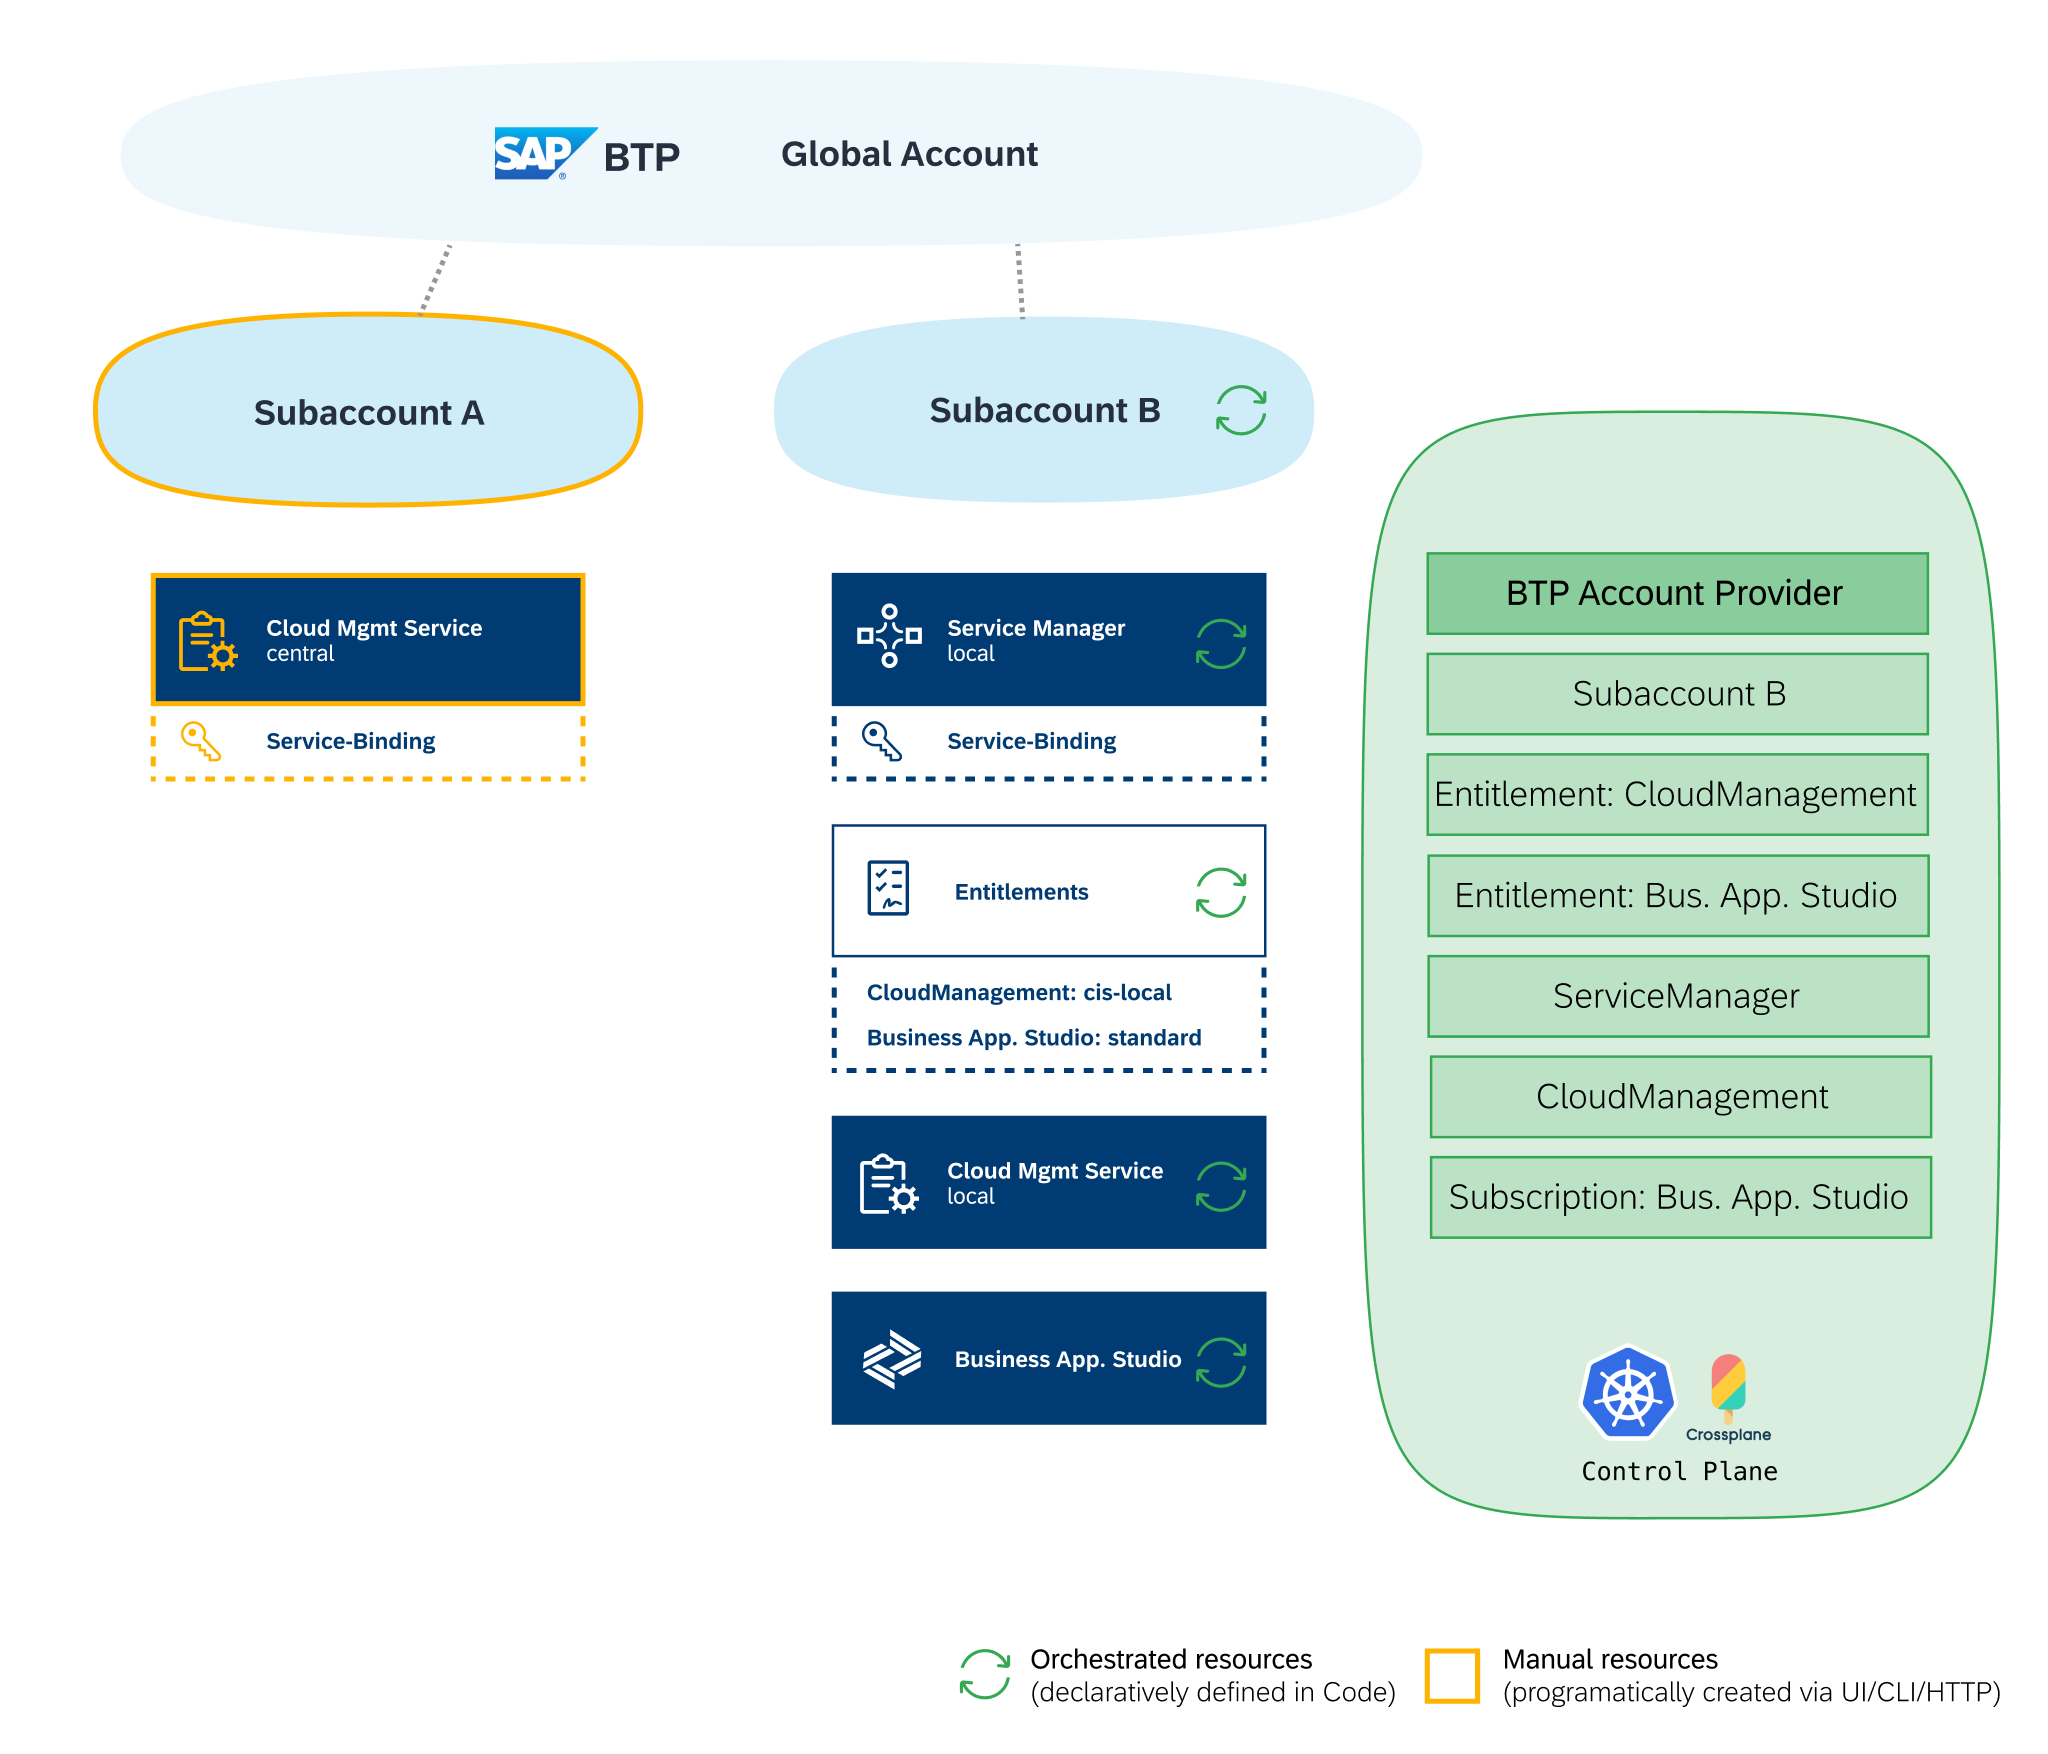 SAP ® BTP
Global Account
Subaccount A
Subaccount B
Cloud Mgmt Service
central
Service-Binding
Service Manager
local
Service-Binding
Entitlements
CloudManagement: cis-local
Business App. Studio: standard
Cloud Mgmt Service
local
Business App. Studio
BTP Account Provider
Subaccount B
Entitlement: CloudManagement
Entitlement: Bus. App. Studio
ServiceManager
CloudManagement
Subscription: Bus. App. Studio
Crossplane
Control Plane
Orchestrated resources
(declaratively defined in Code)
Manual resources
(programatically created via UI/CLI/HTTP)